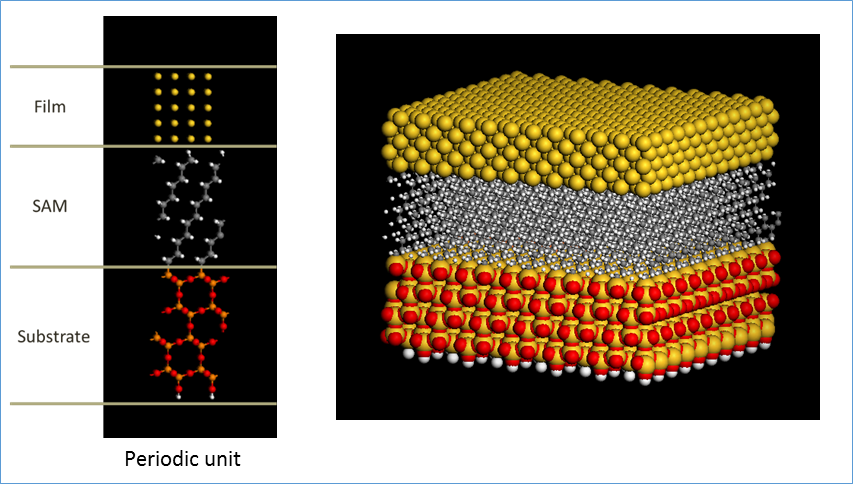 Film
SAM
Substrate
Periodic unit